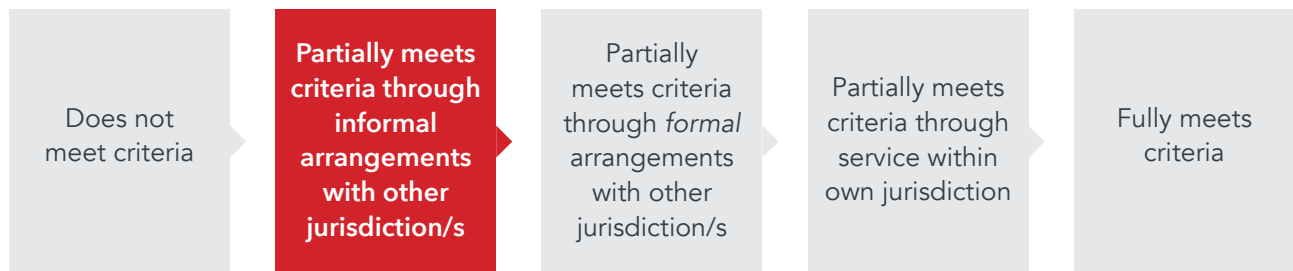 Does not
meet criteria
Partially meets
criteria through
informal
arrangements
with other
jurisdiction/s
Partially
meets criteria
through formal
arrangements
with other
jurisdiction/s
Partially meets
criteria through
service within
own jurisdiction
Fully meets
criteria